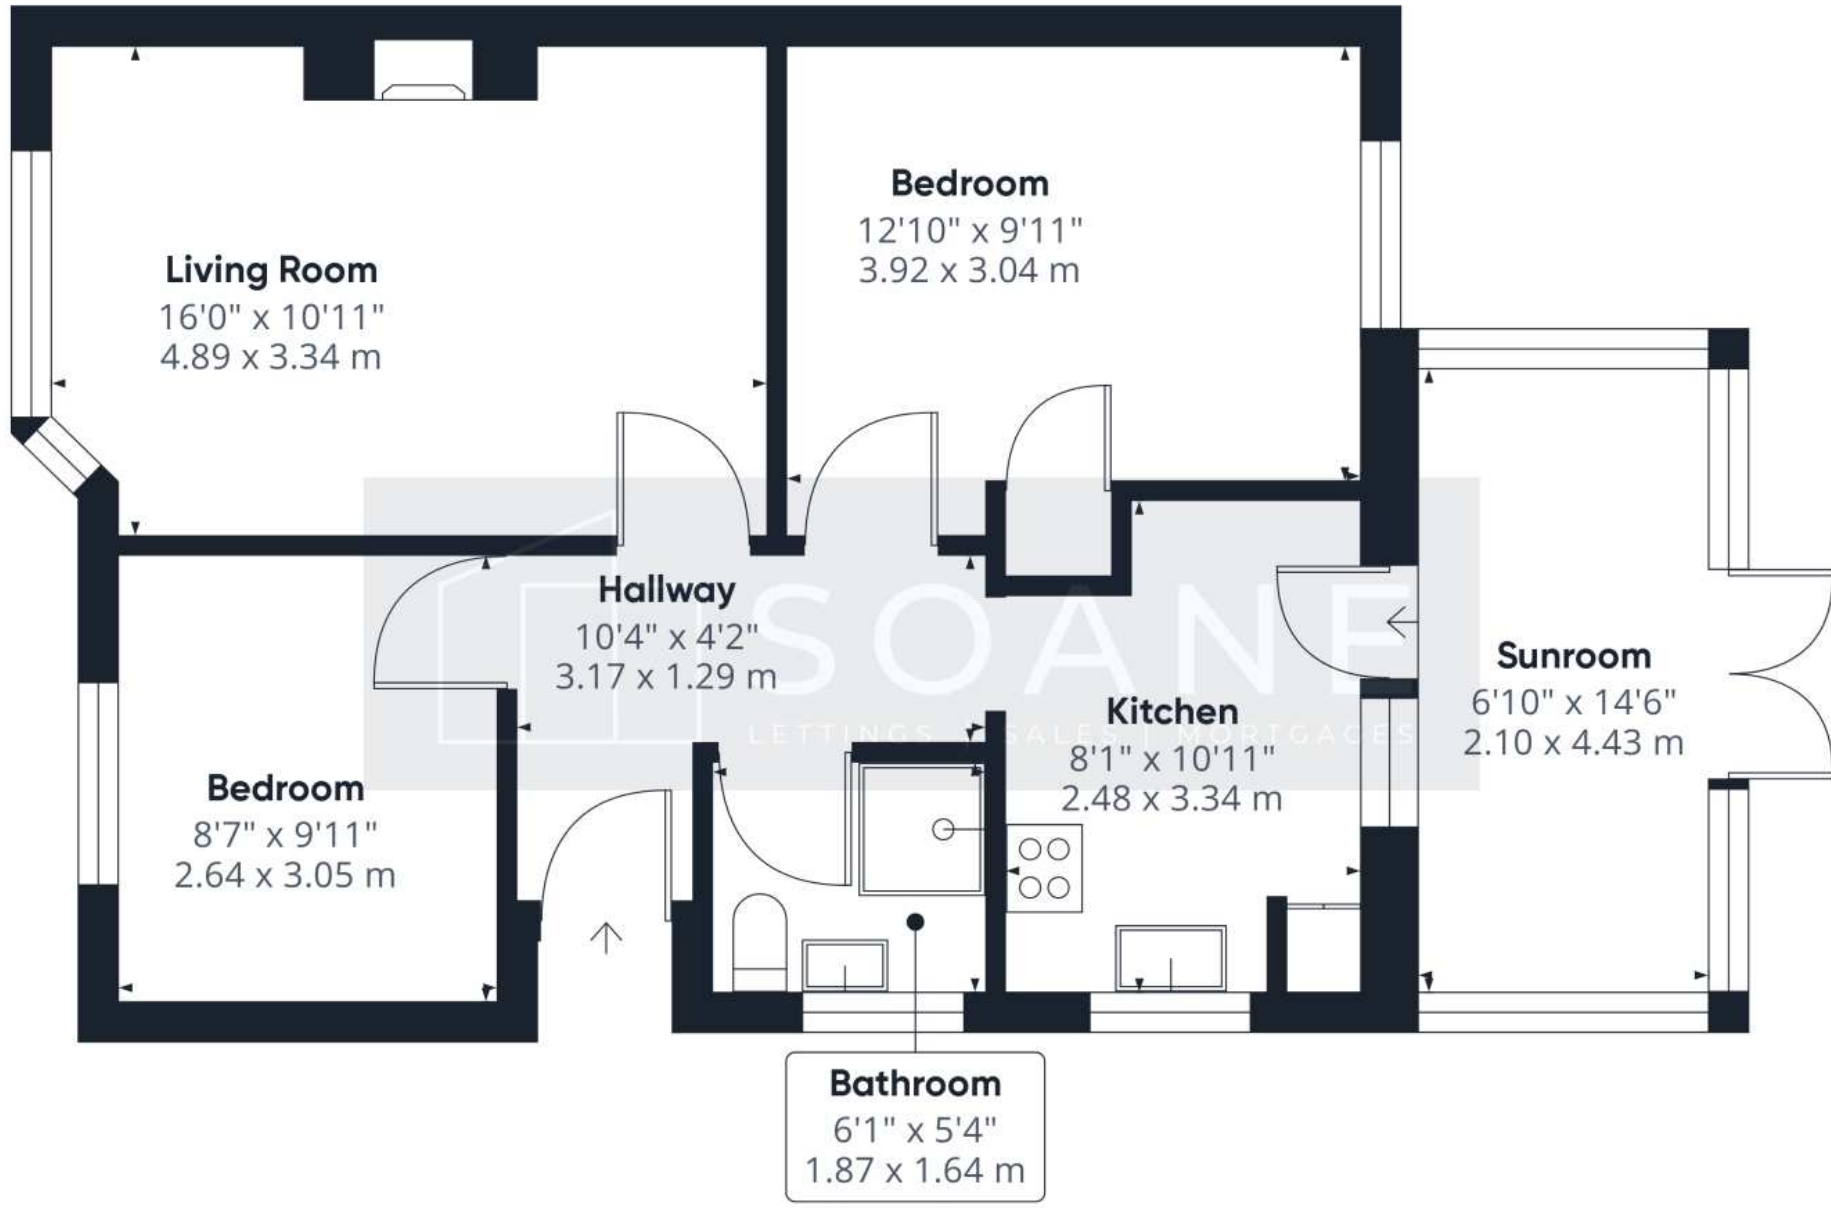 Bedroom
12'10" x 9'11"
3.92 x 3.04 m
Living Room
16'0" x 10'11"
4.89 x 3.34 m
Hallway
10'4" x 4'2"
3.17 x 1.29 m
SOANE
LETTINGS | SALES | MORTGAGES
Sunroom
6'10" x 14'6"
2.10 x 4.43 m
Kitchen
8'1" x 10'11"
2.48 x 3.34 m
Bedroom
8'7" x 9'11"
2.64 x 3.05 m
Bathroom
6'1" x 5'4"
1.87 x 1.64 m